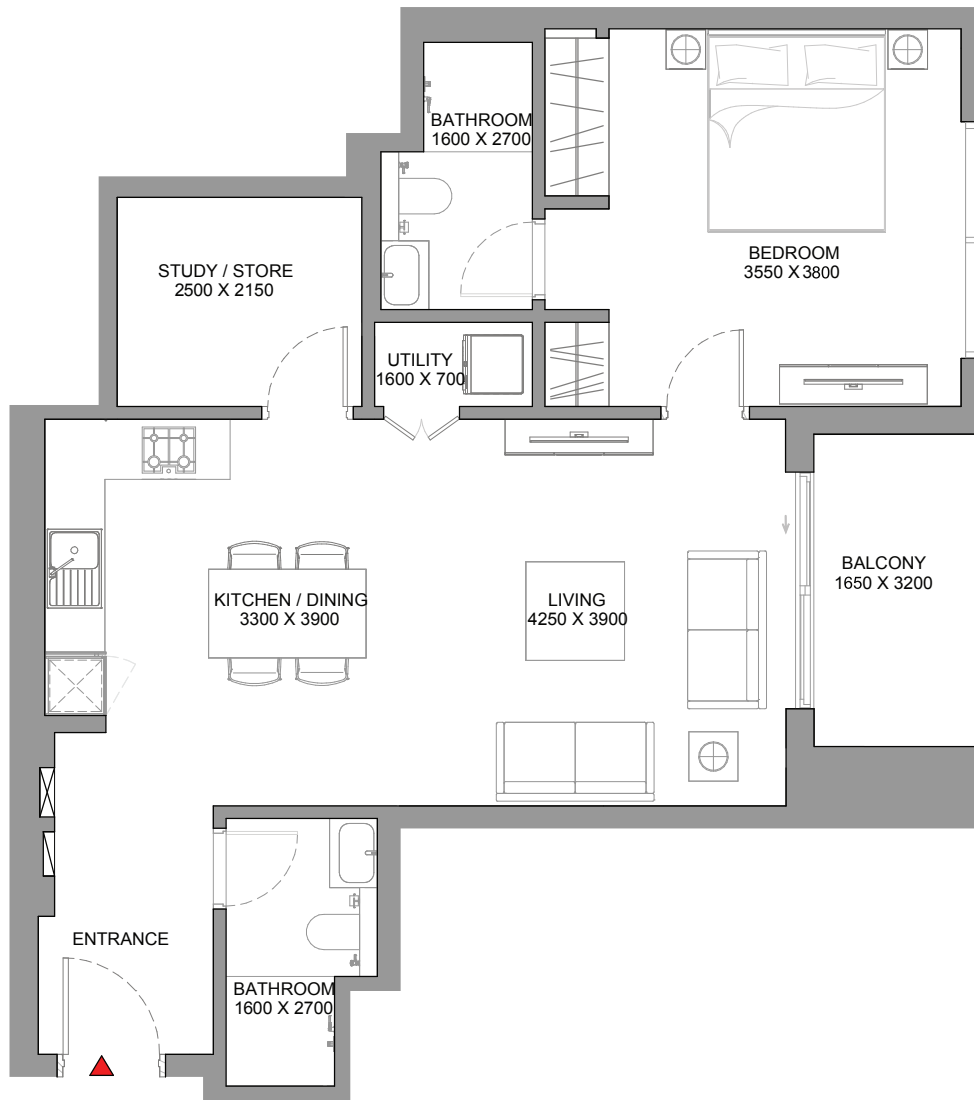 BATHROOM
1600 X 2700
BEDROOM
3550 X 3800
STUDY / STORE
2500 X 2150
UTILITY
1600 X 700
BALCONY
1650 X 3200
KITCHEN / DINING
3300 X 3900
LIVING
4250 X 3900
ENTRANCE
BATHROOM
1600 X 2700